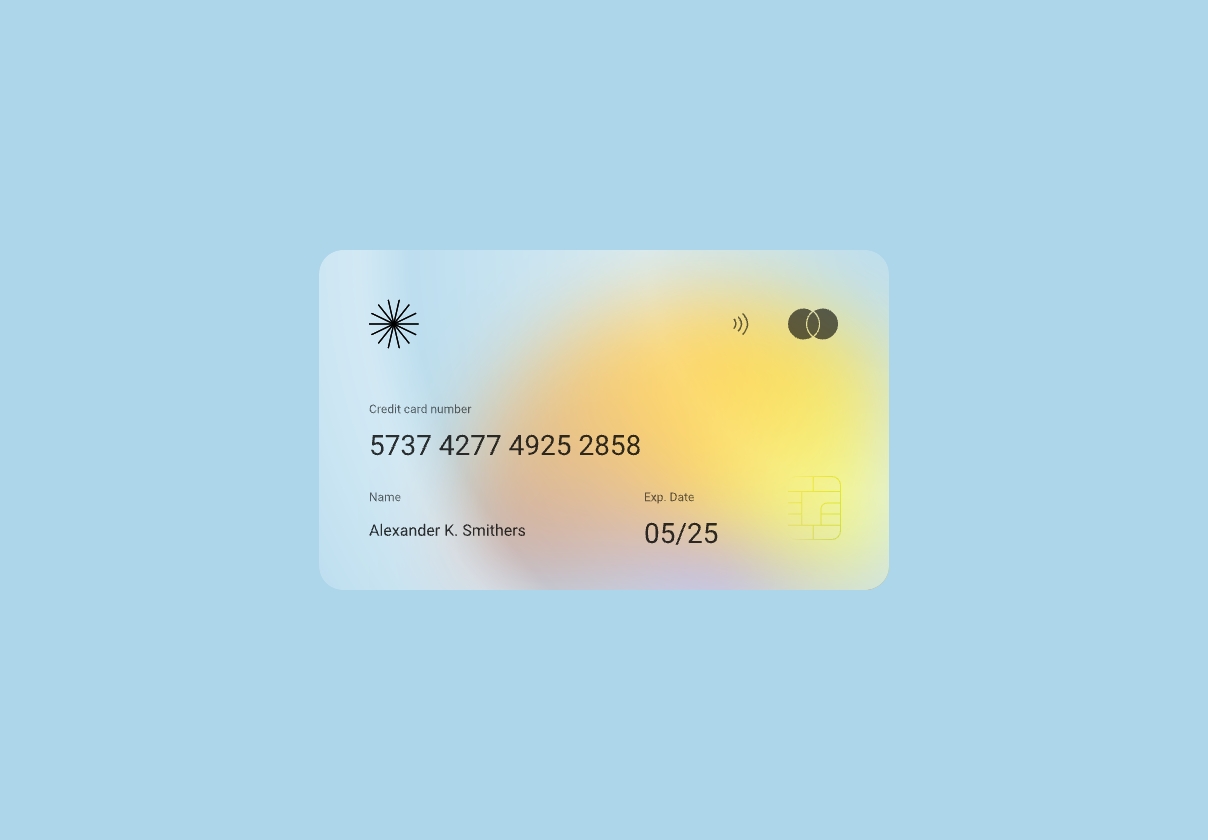 Credit card number
5737 4277 4925 2858
Name
Exp. Date
Alexander K. Smithers
05/25